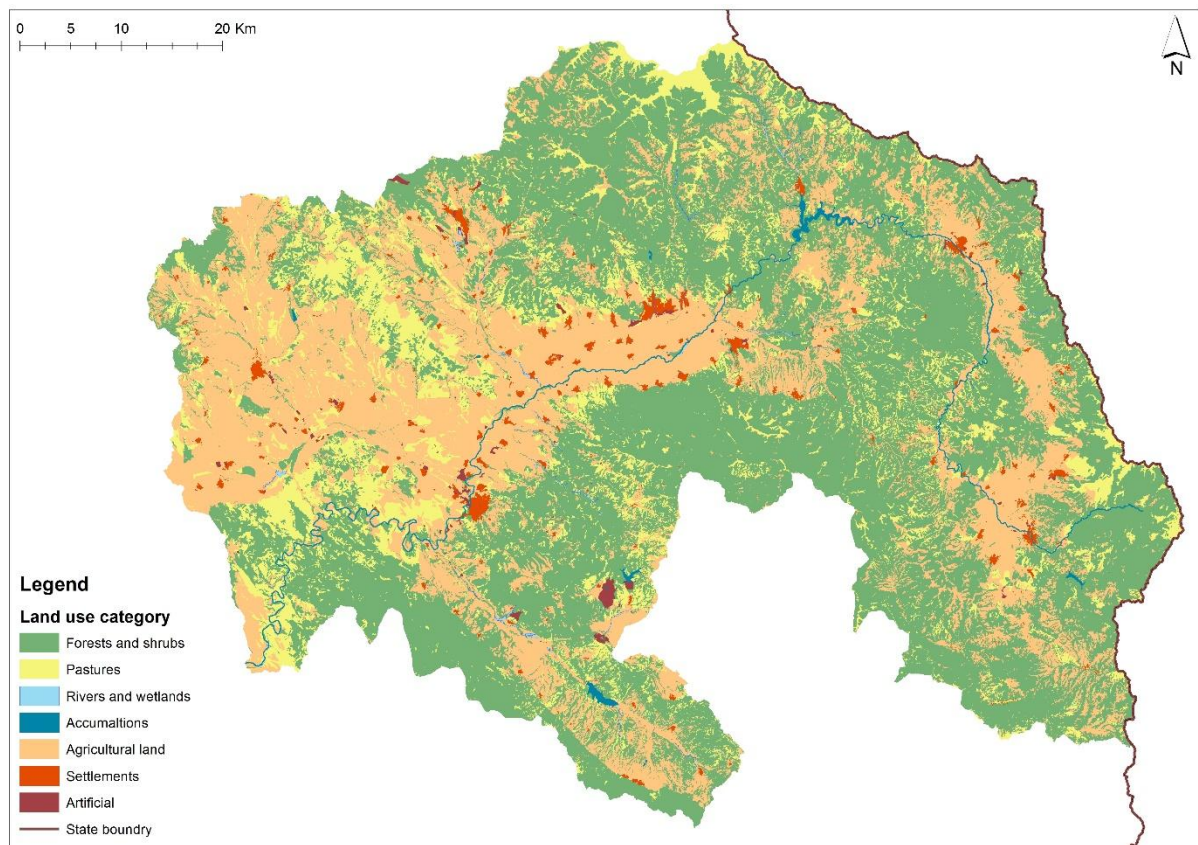 0 5 10 20 Km
N
Legend
Land use category
Forests and shrubs
Pastures
Rivers and wetlands
Accumaltions
Agricultural land
Settlements
Artificial
State boundry